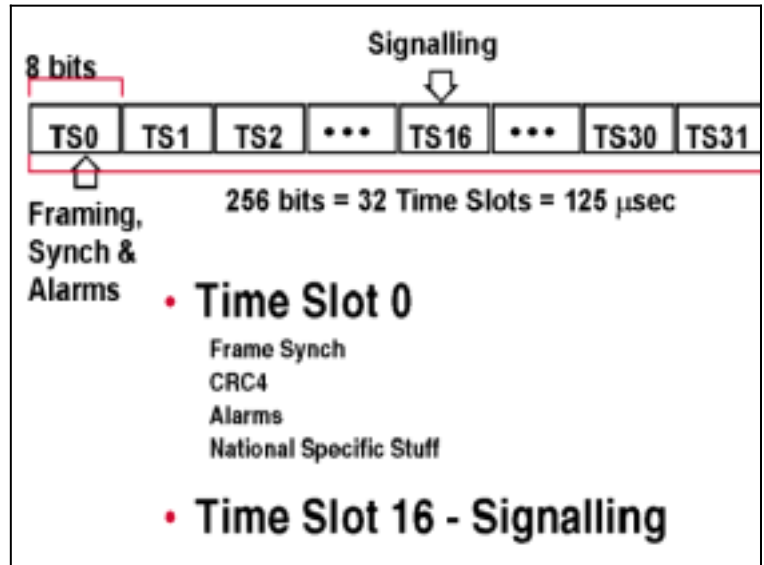 Signalling
8 bits
TS0 TS1 TS2 ••• TS16 ••• TS30 TS31
256 bits = 32 Time Slots = 125 μsec
Framing,
Synch &
Alarms
• Time Slot 0
Frame Synch
CRC4
Alarms
National Specific Stuff
• Time Slot 16 - Signalling